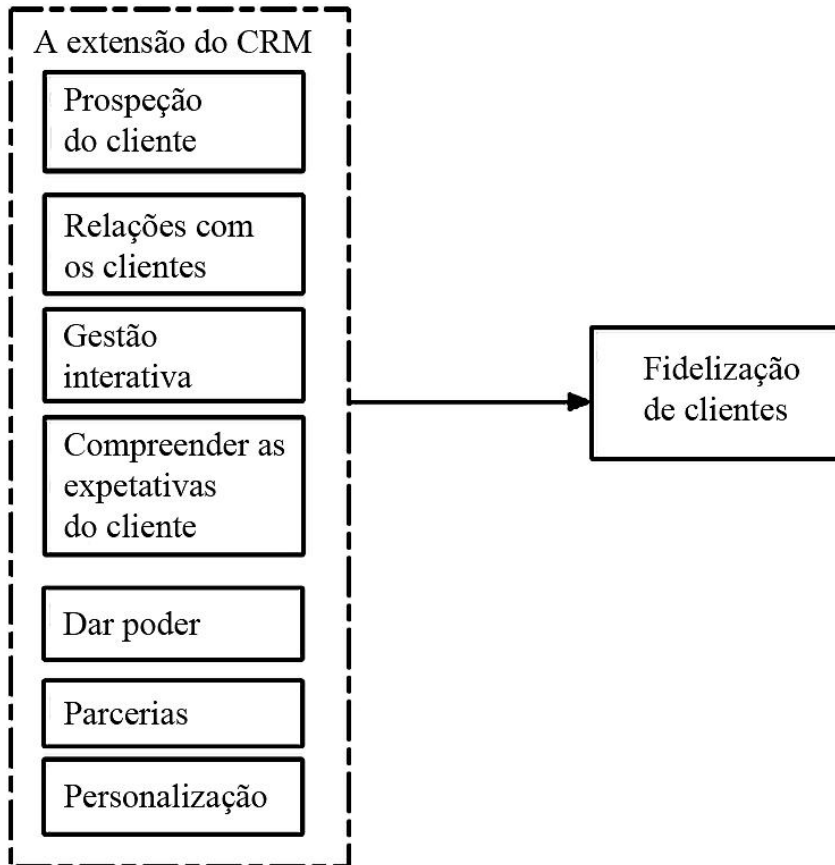 A extensão do CRM
Prospeção
do cliente
Relações com
os clientes
Gestão
interativa
Compreender as
expetativas
do cliente
Dar poder
Parcerias
Personalização
Fidelização
de clientes